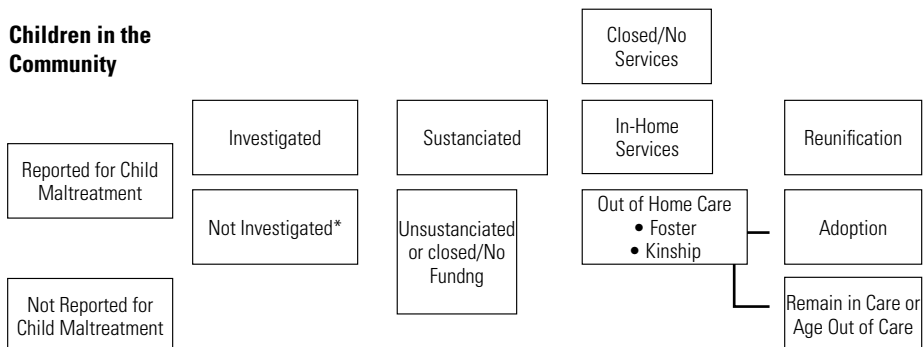 Children in the
Community
Reported for Child
Maltreatment
Not Reported for
Child Maltreatment
Investigated
Not Investigated*
Sustanciated
Unsustanciated
or closed/No
Fundng
Closed/No
Services
In-Home
Services
Out of Home Care
• Foster
• Kinship
Reunification
Adoption
Remain in Care or
Age Out of Care